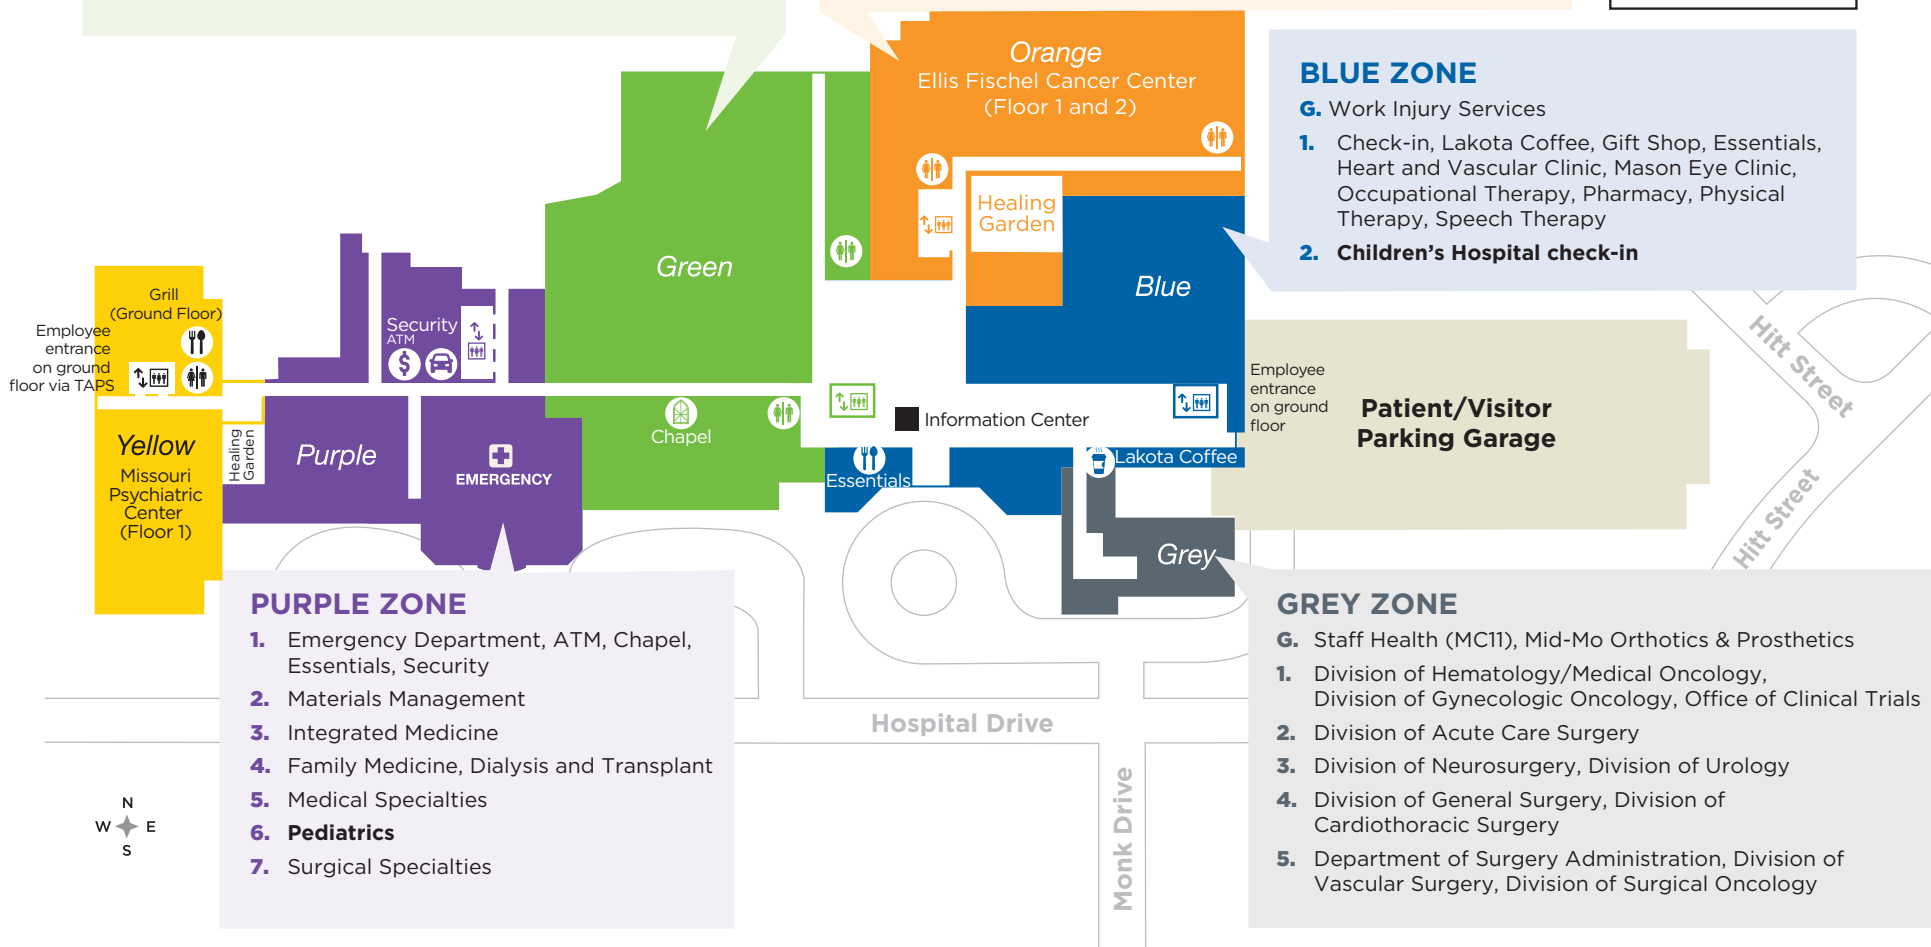 Orange
Ellis Fischel Cancer Center
(Floor 1 and 2)
Healing
Garden
Green
Blue
BLUE ZONE
G. Work Injury Services
1. Check-in, Lakota Coffee, Gift Shop, Essentials,
Heart and Vascular Clinic, Mason Eye Clinic,
Occupational Therapy, Pharmacy, Physical
Therapy, Speech Therapy
2. Children's Hospital check-in
Grill
(Ground Floor)
Employee
entrance
on ground
floor via TAPS
Security
ATM
$
Yellow
Missouri
Psychiatric
Center
(Floor 1)
Healing
Garden
Purple
EMERGENCY
Chapel
Information Center
Essentials
Lakota Coffee
Employee
entrance
on ground
floor
Patient/Visitor
Parking Garage
Hitt Street
Hitt Street
Grey
PURPLE ZONE
1. Emergency Department, ATM, Chapel,
Essentials, Security
2. Materials Management
3. Integrated Medicine
4. Family Medicine, Dialysis and Transplant
5. Medical Specialties
6. Pediatrics
7. Surgical Specialties
GREY ZONE
G. Staff Health (MC11), Mid-Mo Orthotics & Prosthetics
1. Division of Hematology/Medical Oncology,
Division of Gynecologic Oncology, Office of Clinical Trials
2. Division of Acute Care Surgery
3. Division of Neurosurgery, Division of Urology
4. Division of General Surgery, Division of
Cardiothoracic Surgery
5. Department of Surgery Administration, Division of
Vascular Surgery, Division of Surgical Oncology
Hospital Drive
Monk Drive
N
W E
S